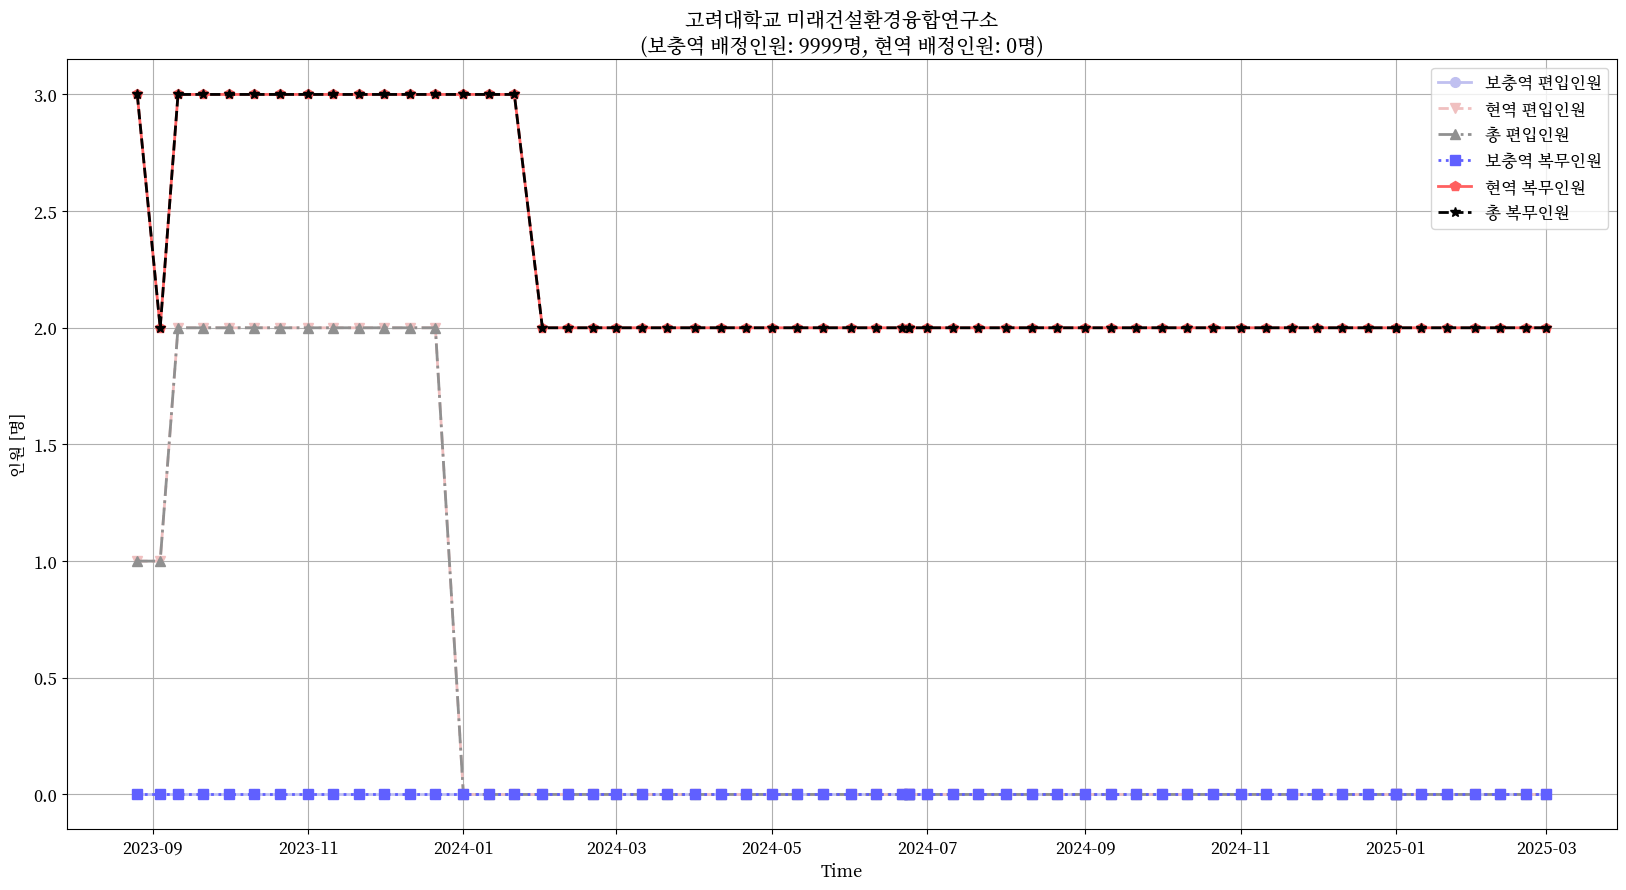 고려대학교 미래건설환경융합연구소
(보충역 배정인원: 9999명, 현역 배정인원: 0명)
보충역 편입인원
현역 편입인원
총 편입인원
보충역 복무인원
현역 복무인원
총 복무인원
인원 [명]
3.0
2.5
2.0
1.5
1.0
0.5
0.0
2023-09
2023-11
2024-01
2024-03
2024-05
2024-07
2024-09
2024-11
2025-01
2025-03
Time